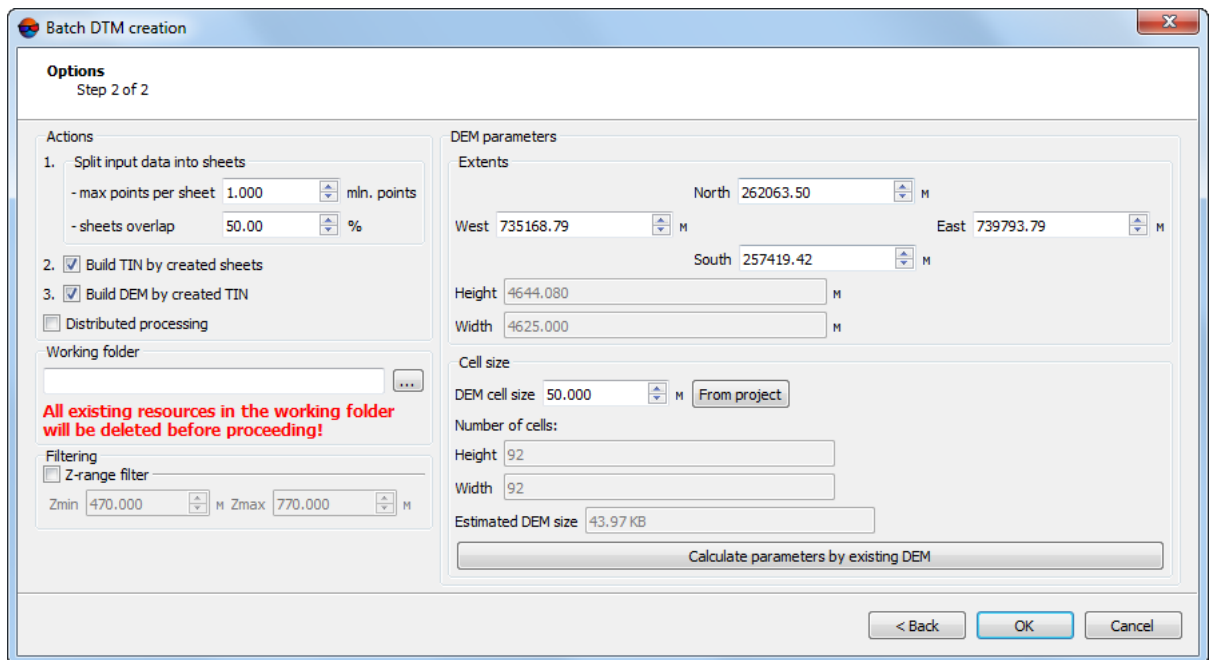 Batch DTM creation
Options
Step 2 of 2
Actions
1. Split input data into sheets
- max points per sheet 1.000 mln. points
- sheets overlap 50.00 %
2. Build TIN by created sheets
3. Build DEM by created TIN
Distributed processing
Working folder
...
All existing resources in the working folder
will be deleted before proceeding!
Filtering
Z-range filter
Zmin 470.000 м Zmax 770.000 м
DEM parameters
Extents
North 262063.50 м
West 735168.79 м East 739793.79 м
South 257419.42 м
Height 4644.080 м
Width 4625.000 м
Cell size
DEM cell size 50.000 м From project
Number of cells:
Height 92
Width 92
Estimated DEM size 43.97 KB
Calculate parameters by existing DEM
< Back OK Cancel